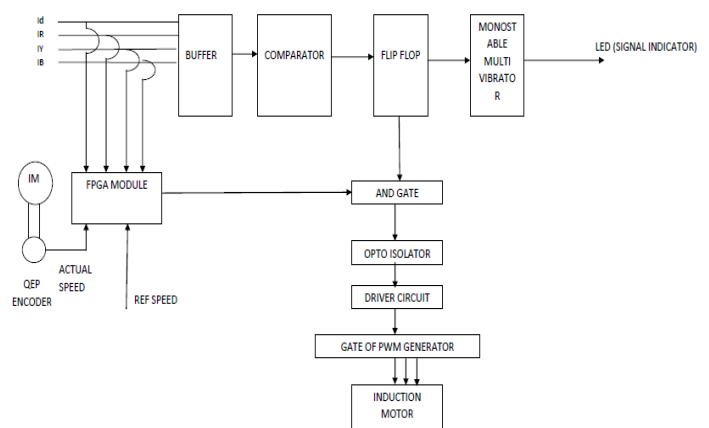 Id
IR
IY
IB
BUFFER
COMPARATOR
FLIP FLOP
MONOST
ABLE
MULTI
VIBRATO
R
LED (SIGNAL INDICATOR)
IM
FPGA MODULE
AND GATE
QEP
ENCODER
ACTUAL
SPEED
REF SPEED
OPTO ISOLATOR
DRIVER CIRCUIT
GATE OF PWM GENERATOR
INDUCTION
MOTOR